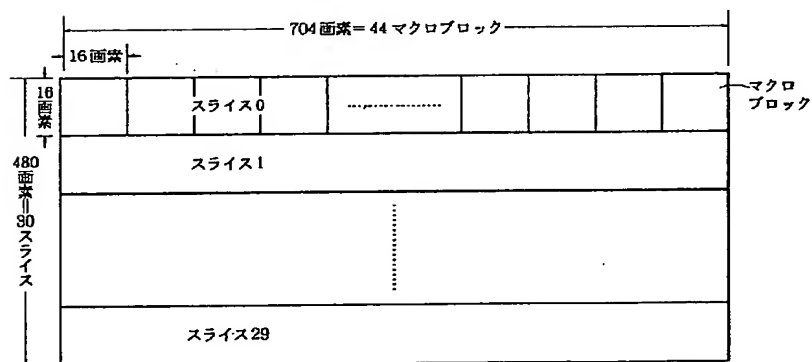 704画素=44マクロブロック
16画素
16画素
スライス0
マクロ
ブロック
480画素=30スライス
スライス1
スライス29